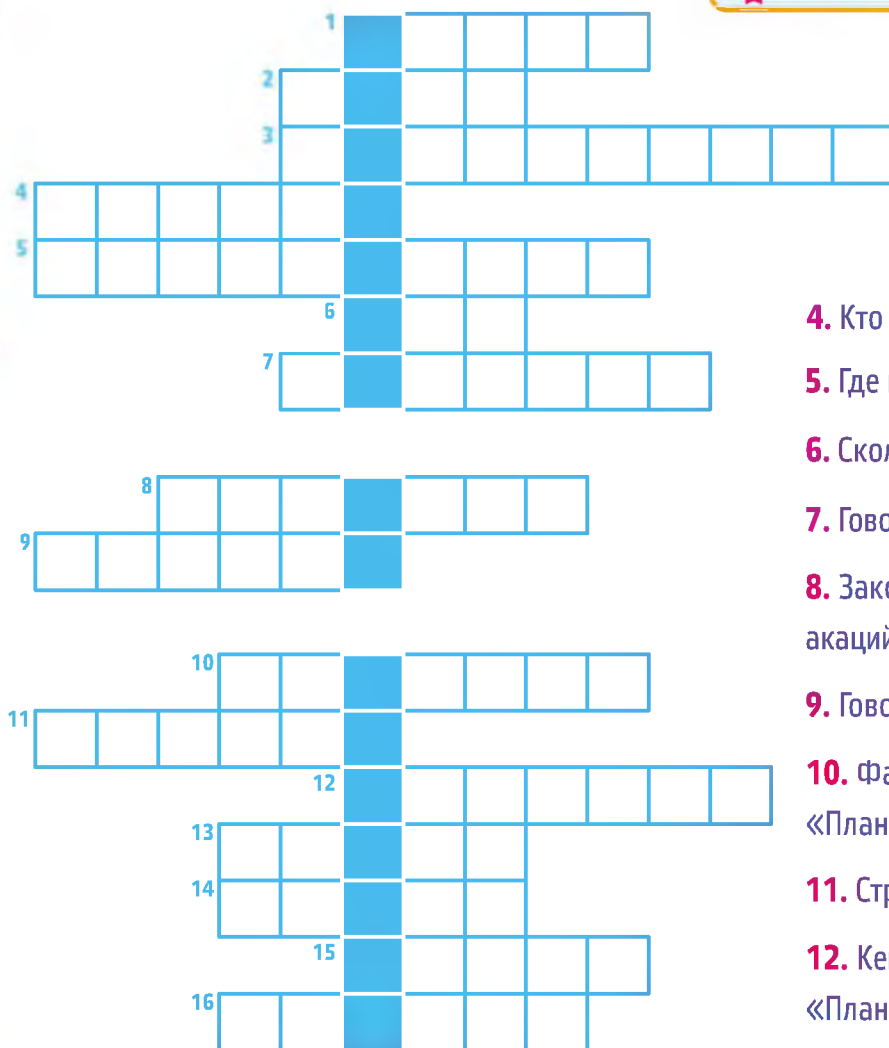 1
2
3
4
5
6
7
8
9
10
11
12
13
14
15
16
4. Кто
5. Где
6. Скол
7. Гово
8. Зако
акаций
9. Гово
10. Фа
«План
11. Стр
12. Ке
«План